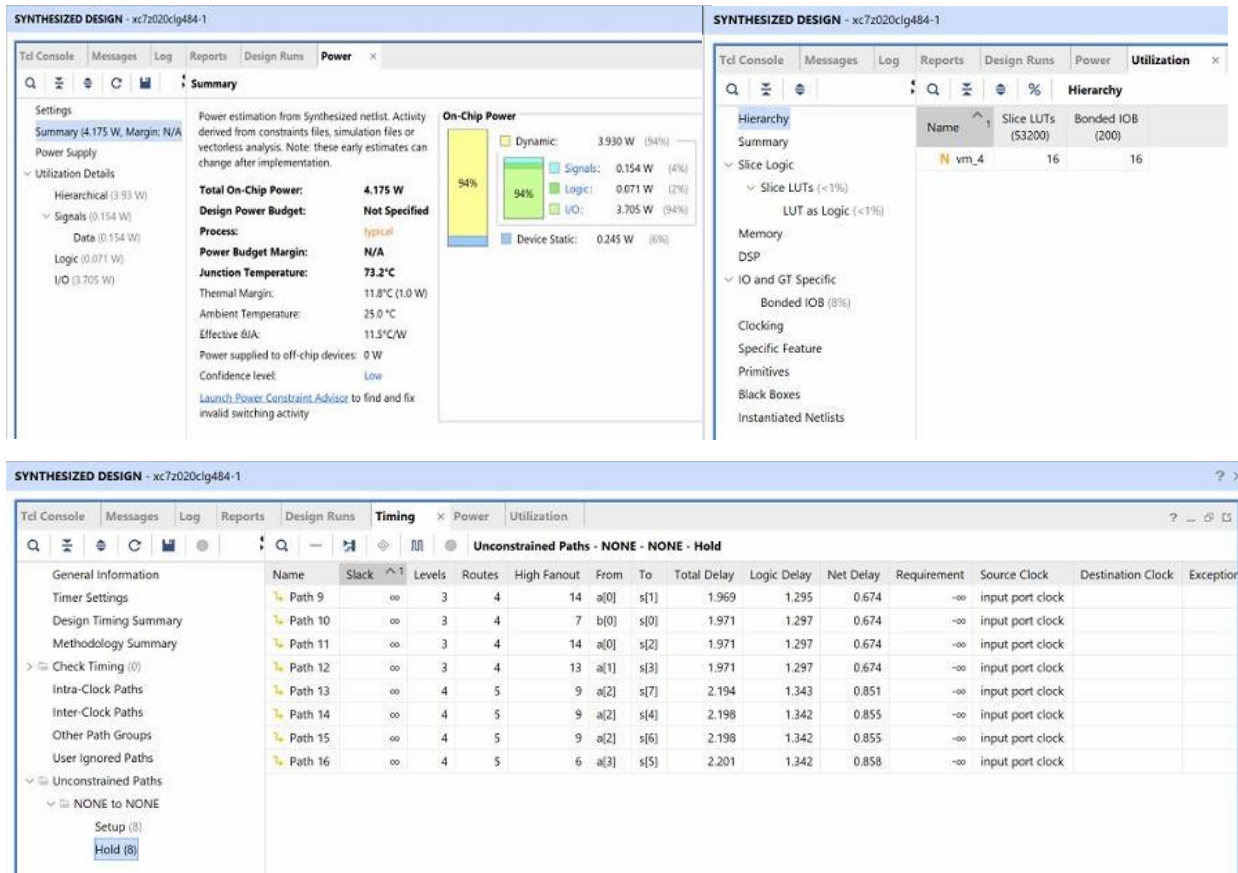 SYNTHESIZED DESIGN - xc7z020clg484-1
Tcl Console Messages Log Reports Design Runs Power ×
Summary
Settings
Summary (4.175 W, Margin: N/A
Power Supply
Utilization Details
Hierarchical (3.93 W)
Signals (0.154 W)
Data (0.154 W)
Logic (0.071 W)
I/O (3.705 W)
Power estimation from Synthesized netlist. Activity
derived from constraints files, simulation files or
vectorless analysis. Note: these early estimates can
change after implementation.
Total On-Chip Power: 4.175 W
Design Power Budget: Not Specified
Process: typical
Power Budget Margin: N/A
Junction Temperature: 73.2°C
Thermal Margin: 11.8°C (1.0 W)
Ambient Temperature: 25.0 °C
Effective θJA: 11.5°C/W
Power supplied to off-chip devices: 0 W
Confidence level: Low
Launch Power Constraint Advisor to find and fix
invalid switching activity
On-Chip Power
Dynamic: 3.930 W (94%)
Signals: 0.154 W (4%)
94%
94%
Logic: 0.071 W (2%)
I/O: 3.705 W (94%)
Device Static: 0.245 W (6%)
SYNTHESIZED DESIGN - xc7z020clg484-1
Tcl Console Messages Log Reports Design Runs Power Utilization ×
% Hierarchy
Hierarchy
Summary
Slice Logic
Slice LUTs (<1%)
LUT as Logic (<1%)
Memory
DSP
IO and GT Specific
Bonded IOB (8%)
Clocking
Specific Feature
Primitives
Black Boxes
Instantiated Netlists
Name 1 Slice LUTs (53200) Bonded IOB (200)
N vm_4 16 16
SYNTHESIZED DESIGN - xc7z020clg484-1 ?
Tcl Console Messages Log Reports Design Runs Timing × Power Utilization ?
Unconstrained Paths - NONE - NONE - Hold
General Information
Timer Settings
Design Timing Summary
Methodology Summary
Check Timing (0)
Intra-Clock Paths
Inter-Clock Paths
Other Path Groups
User Ignored Paths
Unconstrained Paths
NONE to NONE
Setup (8)
Hold (8)
Name Slack 1 Levels Routes High Fanout From To Total Delay Logic Delay Net Delay Requirement Source Clock Destination Clock Exception
Path 9 ∞ 3 4 14 a[0] s[1] 1.969 1.295 0.674 -∞ input port clock
Path 10 ∞ 3 4 7 b[0] s[0] 1.971 1.297 0.674 -∞ input port clock
Path 11 ∞ 3 4 14 a[0] s[2] 1.971 1.297 0.674 -∞ input port clock
Path 12 ∞ 3 4 13 a[1] s[3] 1.971 1.297 0.674 -∞ input port clock
Path 13 ∞ 4 5 9 a[2] s[7] 2.194 1.343 0.851 -∞ input port clock
Path 14 ∞ 4 5 9 a[2] s[4] 2.198 1.342 0.855 -∞ input port clock
Path 15 ∞ 4 5 9 a[2] s[6] 2.198 1.342 0.855 -∞ input port clock
Path 16 ∞ 4 5 6 a[3] s[5] 2.201 1.342 0.858 -∞ input port clock